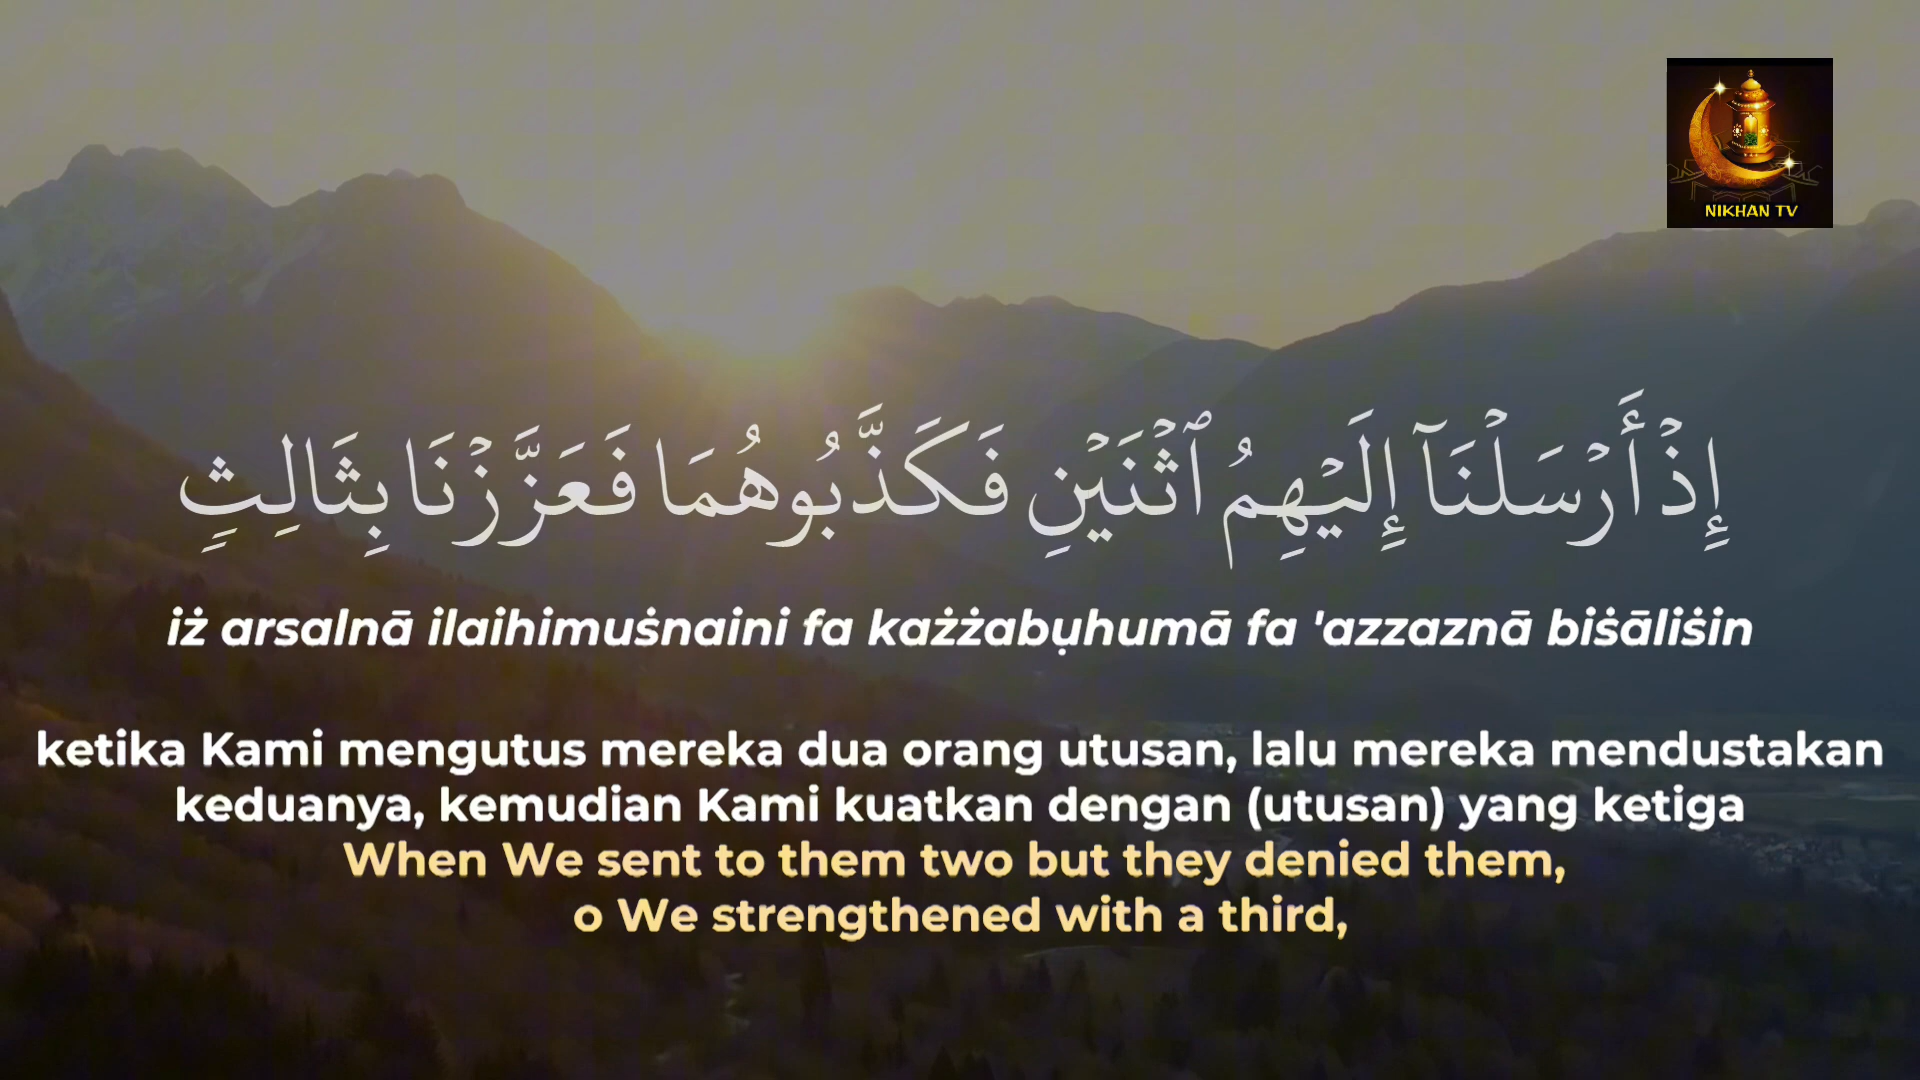 NIKHAN TV
إِذْ أَرْسَلْنَآ إِلَيْهِمُ ٱثْنَيْنِ فَكَذَّبُوهُمَا فَعَزَّزْنَا بِثَالِثٍ
iż arsalnā ilaihimuṡnaini fa każżabụhumā fa 'azzaznā biṡāliṡin
ketika Kami mengutus mereka dua orang utusan, lalu mereka mendustakan
keduanya, kemudian Kami kuatkan dengan (utusan) yang ketiga
When We sent to them two but they denied them,
o We strengthened with a third,